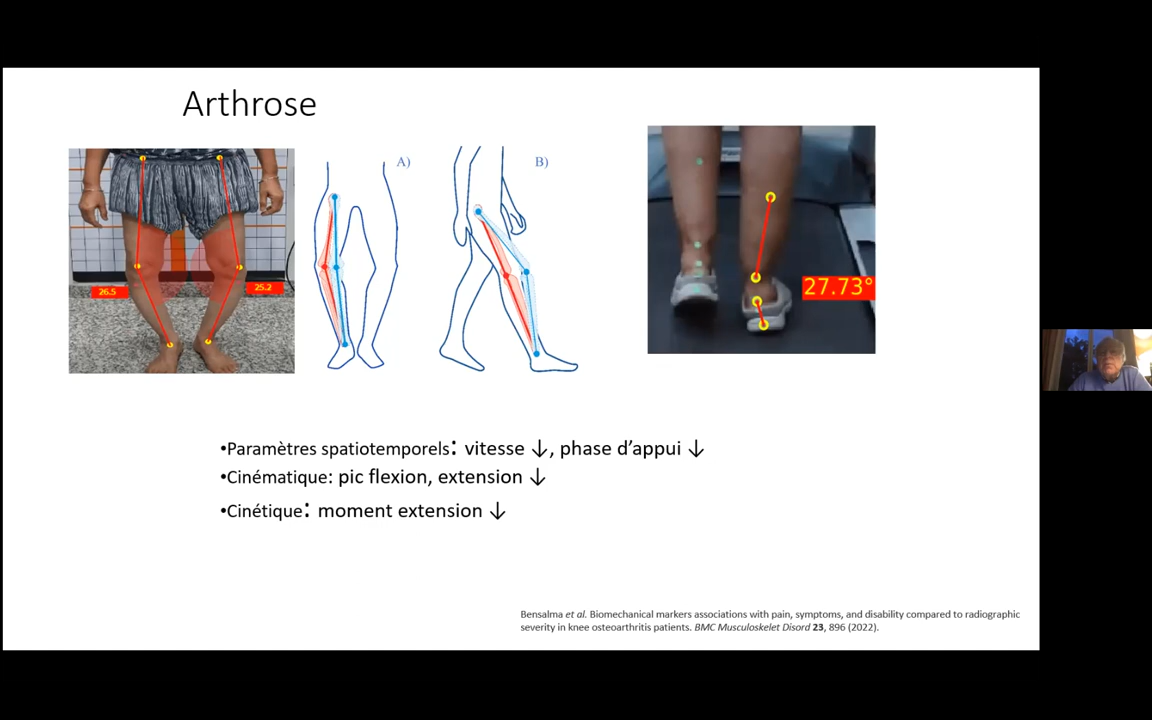 Arthrose
A)
B)
26.5
25.2
27.73°
•Paramètres spatiotemporels: vitesse ↓, phase d’appui ↓
•Cinématique: pic flexion, extension ↓
•Cinétique: moment extension ↓
Bensalma et al. Biomechanical markers associations with pain, symptoms, and disability compared to radiographic
severity in knee osteoarthritis patients. BMC Musculoskelet Disord 23, 896 (2022).